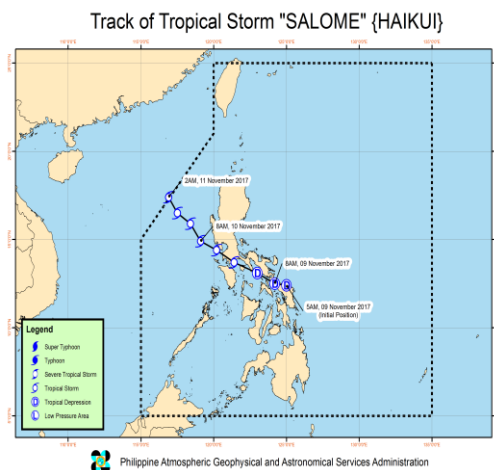 Track of Tropical Storm "SALOME" {HAIKUI}
2AM, 11 November 2017
8AM, 10 November 2017
8AM, 09 November 2017
5AM, 09 November 2017
(Initial Position)
Legend
Super Typhoon
Typhoon
Severe Tropical Storm
Tropical Storm
Tropical Depression
Low Pressure Area
Philippine Atmospheric Geophysical and Astronomical Services Administration